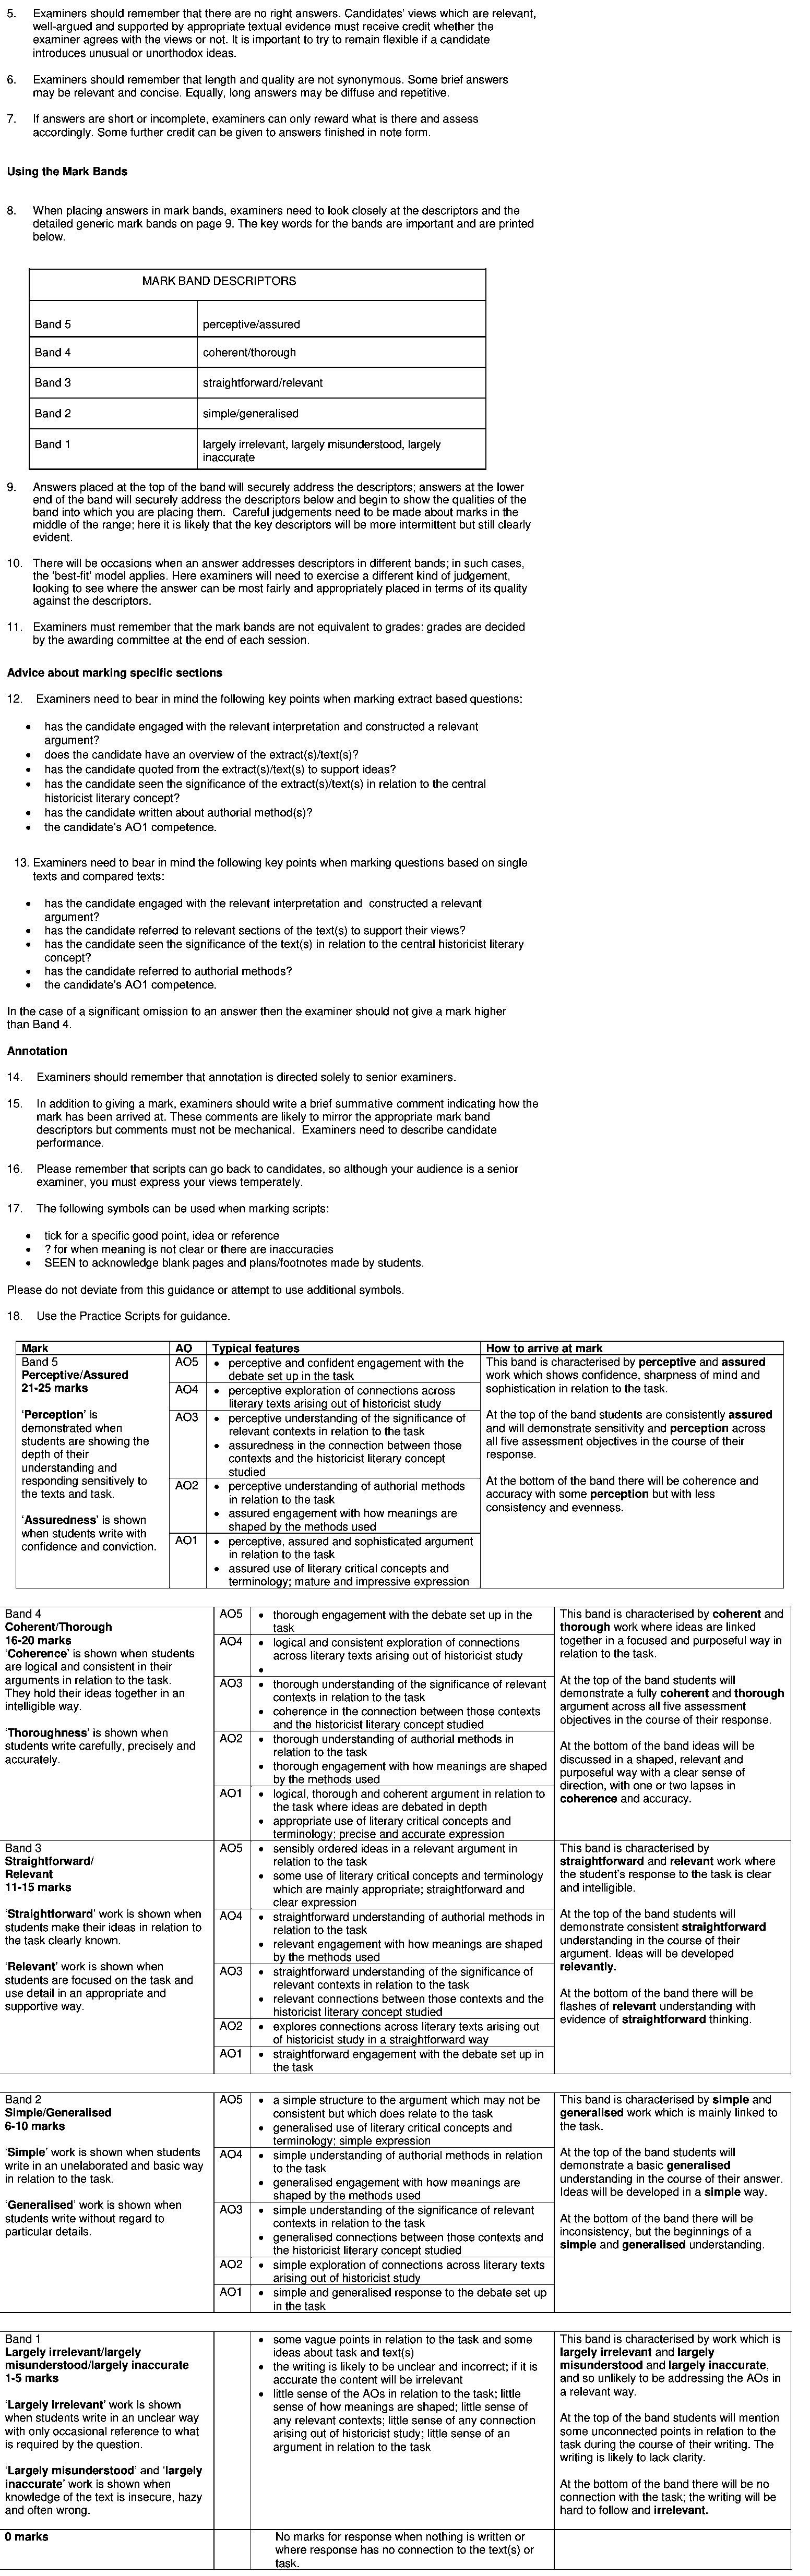 5. Examiners should remember that there are no right answers. Candidates' views which are relevant,
well-argued and supported by appropriate textual evidence must receive credit whether the
examiner agrees with the views or not. It is important to try to remain flexible if a candidate
introduces unusual or unorthodox ideas.
6. Examiners should remember that length and quality are not synonymous. Some brief answers
may be relevant and concise. Equally, long answers may be diffuse and repetitive.
7. If answers are short or incomplete, examiners can only reward what is there and assess
accordingly. Some further credit can be given to answers finished in note form.
Using the Mark Bands
8. When placing answers in mark bands, examiners need to look closely at the descriptors and the
detailed generic mark bands on page 9. The key words for the bands are important and are printed
below.
MARK BAND DESCRIPTORS
Band 5 perceptive/assured
Band 4 coherent/thorough
Band 3 straightforward/relevant
Band 2 simple/generalised
Band 1 largely irrelevant, largely misunderstood, largely
inaccurate
9. Answers placed at the top of the band will securely address the descriptors; answers at the lower
end of the band will securely address the descriptors below and begin to show the qualities of the
band into which you are placing them. Careful judgements need to be made about marks in the
middle of the range; here it is likely that the key descriptors will be more intermittent but still clearly
evident.
10. There will be occasions when an answer addresses descriptors in different bands; in such cases,
the 'best-fit' model applies. Here examiners will need to exercise a different kind of judgement,
looking to see where the answer can be most fairly and appropriately placed in terms of its quality
against the descriptors.
11. Examiners must remember that the mark bands are not equivalent to grades: grades are decided
by the awarding committee at the end of each session.
Advice about marking specific sections
12. Examiners need to bear in mind the following key points when marking extract based questions:
• has the candidate engaged with the relevant interpretation and constructed a relevant
argument?
• does the candidate have an overview of the extract(s)/text(s)?
• has the candidate quoted from the extract(s)/text(s) to support ideas?
• has the candidate seen the significance of the extract(s)/text(s) in relation to the central
historicist literary concept?
• has the candidate written about authorial method(s)?
• the candidate's AO1 competence.
13. Examiners need to bear in mind the following key points when marking questions based on single
texts and compared texts:
• has the candidate engaged with the relevant interpretation and constructed a relevant
argument?
• has the candidate referred to relevant sections of the text(s) to support their views?
• has the candidate seen the significance of the text(s) in relation to the central historicist literary
concept?
• has the candidate referred to authorial methods?
• the candidate's AO1 competence.
In the case of a significant omission to an answer then the examiner should not give a mark higher
than Band 4.
Annotation
14. Examiners should remember that annotation is directed solely to senior examiners.
15. In addition to giving a mark, examiners should write a brief summative comment indicating how the
mark has been arrived at. These comments are likely to mirror the appropriate mark band
descriptors but comments must not be mechanical. Examiners need to describe candidate
performance.
16. Please remember that scripts can go back to candidates, so although your audience is a senior
examiner, you must express your views temperately.
17. The following symbols can be used when marking scripts:
• tick for a specific good point, idea or reference
• ? for when meaning is not clear or there are inaccuracies
• SEEN to acknowledge blank pages and plans/footnotes made by students.
Please do not deviate from this guidance or attempt to use additional symbols.
18. Use the Practice Scripts for guidance.
Mark AO Typical features How to arrive at mark
Band 5
Perceptive/Assured
21-25 marks
'Perception' is
demonstrated when
students are showing the
depth of their
understanding and
responding sensitively to
the texts and task.
'Assuredness' is shown
when students write with
confidence and conviction.
AO5 • perceptive and confident engagement with the
debate set up in the task
AO4 • perceptive exploration of connections across
literary texts arising out of historicist study
AO3 • perceptive understanding of the significance of
relevant contexts in relation to the task
• assuredness in the connection between those
contexts and the historicist literary concept
studied
AO2 • perceptive understanding of authorial methods
in relation to the task
• assured engagement with how meanings are
shaped by the methods used
AO1 • perceptive, assured and sophisticated argument
in relation to the task
• assured use of literary critical concepts and
terminology; mature and impressive expression
This band is characterised by perceptive and assured
work which shows confidence, sharpness of mind and
sophistication in relation to the task.
At the top of the band students are consistently assured
and will demonstrate sensitivity and perception across
all five assessment objectives in the course of their
response.
At the bottom of the band there will be coherence and
accuracy with some perception but with less
consistency and evenness.
Band 4
Coherent/Thorough
16-20 marks
'Coherence' is shown when students
are logical and consistent in their
arguments in relation to the task.
They hold their ideas together in an
intelligible way.
'Thoroughness' is shown when
students write carefully, precisely and
accurately.
AO5 • thorough engagement with the debate set up in the
task
AO4 • logical and consistent exploration of connections
across literary texts arising out of historicist study
•
AO3 • thorough understanding of the significance of relevant
contexts in relation to the task
• coherence in the connection between those contexts
and the historicist literary concept studied
AO2 • thorough understanding of authorial methods in
relation to the task
• thorough engagement with how meanings are shaped
by the methods used
AO1 • logical, thorough and coherent argument in relation to
the task where ideas are debated in depth
• appropriate use of literary critical concepts and
terminology; precise and accurate expression
This band is characterised by coherent and
thorough work where ideas are linked
together in a focused and purposeful way in
relation to the task.
At the top of the band students will
demonstrate a fully coherent and thorough
argument across all five assessment
objectives in the course of their response.
At the bottom of the band ideas will be
discussed in a shaped, relevant and
purposeful way with a clear sense of
direction, with one or two lapses in
coherence and accuracy.
Band 3
Straightforward/
Relevant
11-15 marks
'Straightforward' work is shown when
students make their ideas in relation to
the task clearly known.
'Relevant' work is shown when
students are focused on the task and
use detail in an appropriate and
supportive way.
AO5 • sensibly ordered ideas in a relevant argument in
relation to the task
• some use of literary critical concepts and terminology
which are mainly appropriate; straightforward and
clear expression
AO4 • straightforward understanding of authorial methods in
relation to the task
• relevant engagement with how meanings are shaped
by the methods used
AO3 • straightforward understanding of the significance of
relevant contexts in relation to the task
• relevant connections between those contexts and the
historicist literary concept studied
AO2 • explores connections across literary texts arising out
of historicist study in a straightforward way
AO1 • straightforward engagement with the debate set up in
the task
This band is characterised by
straightforward and relevant work where
the student's response to the task is clear
and intelligible.
At the top of the band students will
demonstrate consistent straightforward
understanding in the course of their
argument. Ideas will be developed
relevantly.
At the bottom of the band there will be
flashes of relevant understanding with
evidence of straightforward thinking.
Band 2
Simple/Generalised
6-10 marks
'Simple' work is shown when students
write in an unelaborated and basic way
in relation to the task.
'Generalised' work is shown when
students write without regard to
particular details.
AO5 • a simple structure to the argument which may not be
consistent but which does relate to the task
• generalised use of literary critical concepts and
terminology; simple expression
AO4 • simple understanding of authorial methods in relation
to the task
• generalised engagement with how meanings are
shaped by the methods used
AO3 • simple understanding of the significance of relevant
contexts in relation to the task
• generalised connections between those contexts and
the historicist literary concept studied
AO2 • simple exploration of connections across literary texts
arising out of historicist study
AO1 • simple and generalised response to the debate set up
in the task
This band is characterised by simple and
generalised work which is mainly linked to
the task.
At the top of the band students will
demonstrate a basic generalised
understanding in the course of their answer.
Ideas will be developed in a simple way.
At the bottom of the band there will be
inconsistency, but the beginnings of a
simple and generalised understanding.
Band 1
Largely irrelevant/largely
misunderstood/largely inaccurate
1-5 marks
'Largely irrelevant' work is shown
when students write in an unclear way
with only occasional reference to what
is required by the question.
'Largely misunderstood' and 'largely
inaccurate' work is shown when
knowledge of the text is insecure, hazy
and often wrong.
• some vague points in relation to the task and some
ideas about task and text(s)
• the writing is likely to be unclear and incorrect; if it is
accurate the content will be irrelevant
• little sense of the AOs in relation to the task; little
sense of how meanings are shaped; little sense of
any relevant contexts; little sense of any connection
arising out of historicist study; little sense of an
argument in relation to the task
This band is characterised by work which is
largely irrelevant and largely
misunderstood and largely inaccurate,
and so unlikely to be addressing the AOs in
a relevant way.
At the top of the band students will mention
some unconnected points in relation to the
task during the course of their writing. The
writing is likely to lack clarity.
At the bottom of the band there will be no
connection with the task; the writing will be
hard to follow and irrelevant.
0 marks
No marks for response when nothing is written or
where response has no connection to the text(s) or
task.